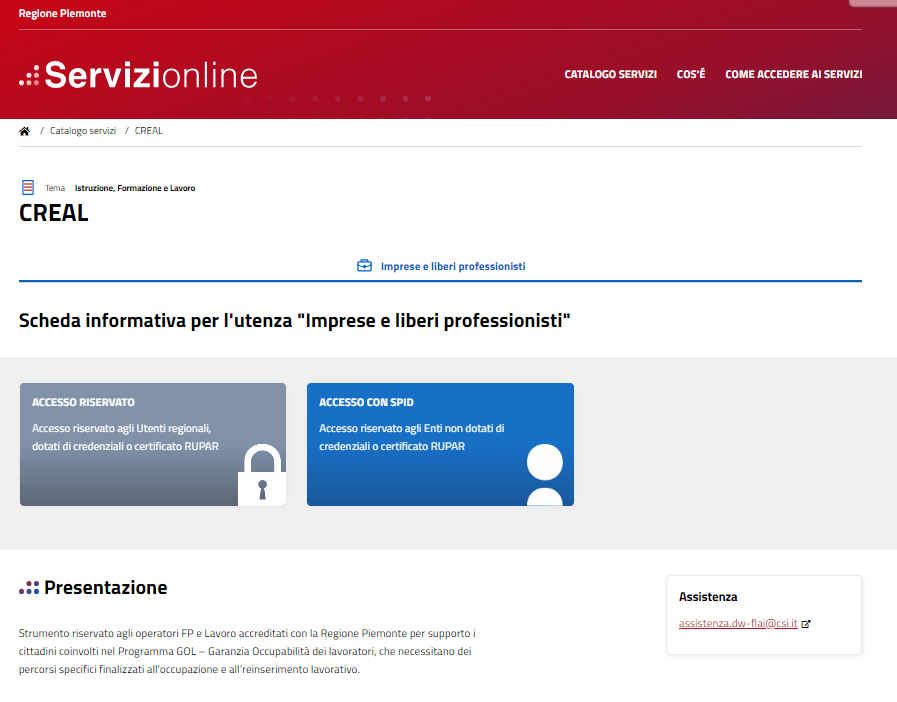 Regione Piemonte
Servizionline
CATALOGO SERVIZI COS'É COME ACCEDERE AI SERVIZI
/ Catalogo servizi / CREAL
Tema Istruzione, Formazione e Lavoro
CREAL
Imprese e liberi professionisti
Scheda informativa per l'utenza "Imprese e liberi professionisti"
ACCESSO RISERVATO
Accesso riservato agli Utenti regionali,
dotati di credenziali o certificato RUPAR
ACCESSO CON SPID
Accesso riservato agli Enti non dotati di
credenziali o certificato RUPAR
Presentazione
Strumento riservato agli operatori FP e Lavoro accreditati con la Regione Piemonte per supporto i
cittadini coinvolti nel Programma GOL – Garanzia Occupabilità dei lavoratori, che necessitano dei
percorsi specifici finalizzati all’occupazione e all’reinserimento lavorativo.
Assistenza
assistenza.dw-flai@csi.it